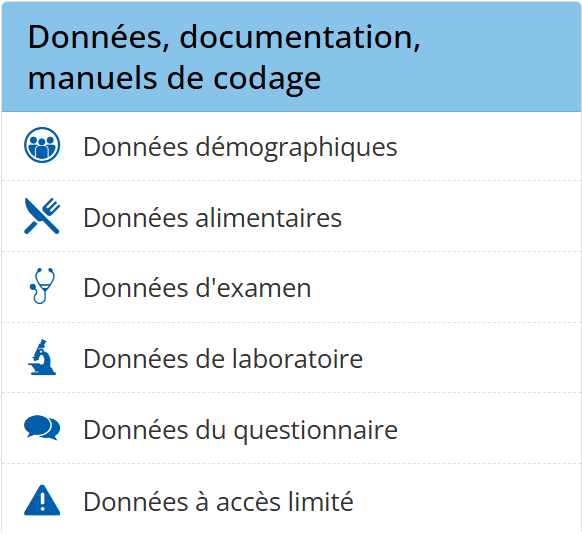 Données, documentation,
manuels de codage
Données démographiques
Données alimentaires
Données d'examen
Données de laboratoire
Données du questionnaire
Données à accès limité